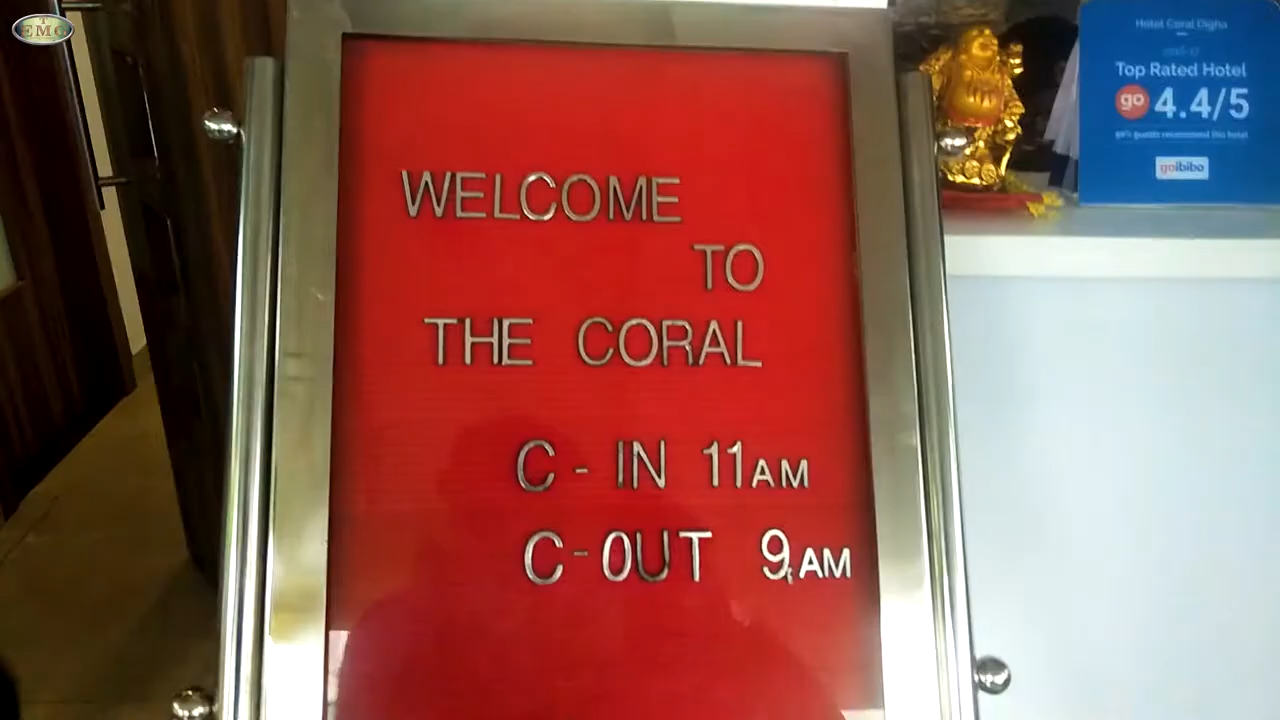 T
EMG
WELCOME
TO
THE CORAL
C - IN 11AM
C-OUT 9AM
Hotel Coral Digha
Top Rated Hotel
go 4.4/5
goibibo